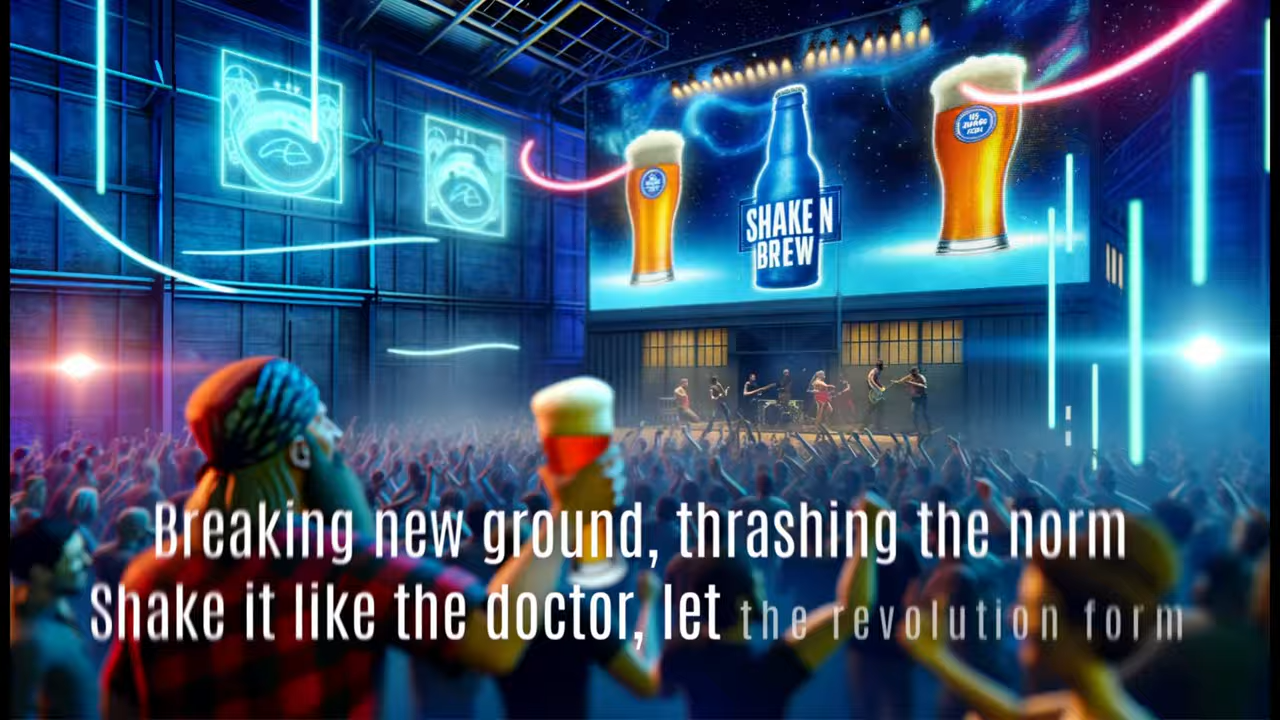 SHAKE N
BREW
Breaking new ground, thrashing the norm
Shake it like the doctor, let the revolution form